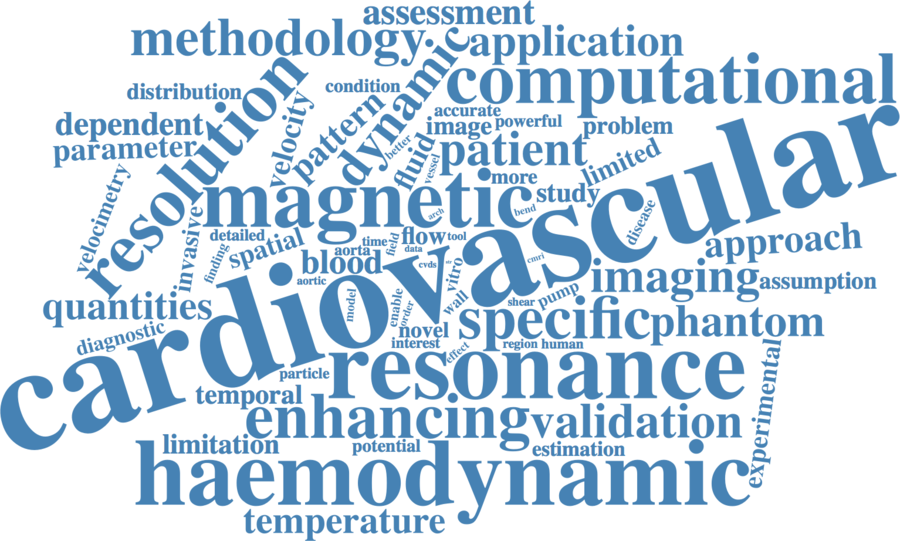 assessment
methodology
application
dynamic
computational
resolution
distribution
condition
velocity
pattern
accurate
dependent
image
powerful
problem
parameter
better
fluid
patient
vessel
limited
more
study
magnetic
cardiovascular
velocimetry
invasive
arch
bend
disease
detailed
spatial
finding
time
field
flow
tool
aorta
data
approach
blood
cvds
vitro
cmri
aortic
imaging
assumption
quantities
model
enable
order
wall
shear
pump
novel
specific
phantom
diagnostic
interest
effect
region
human
particle
resonance
experimental
temporal
enhancing
validation
limitation
potential
estimation
haemodynamic
temperature